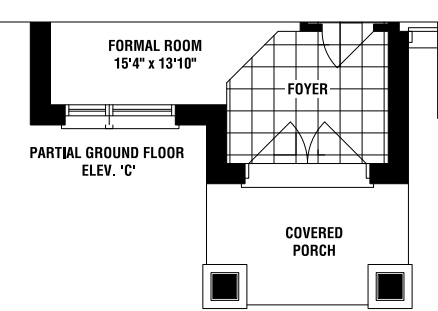 FORMAL ROOM
15'4" x 13'10"
FOYER
PARTIAL GROUND FLOOR
ELEV. 'C'
COVERED
PORCH